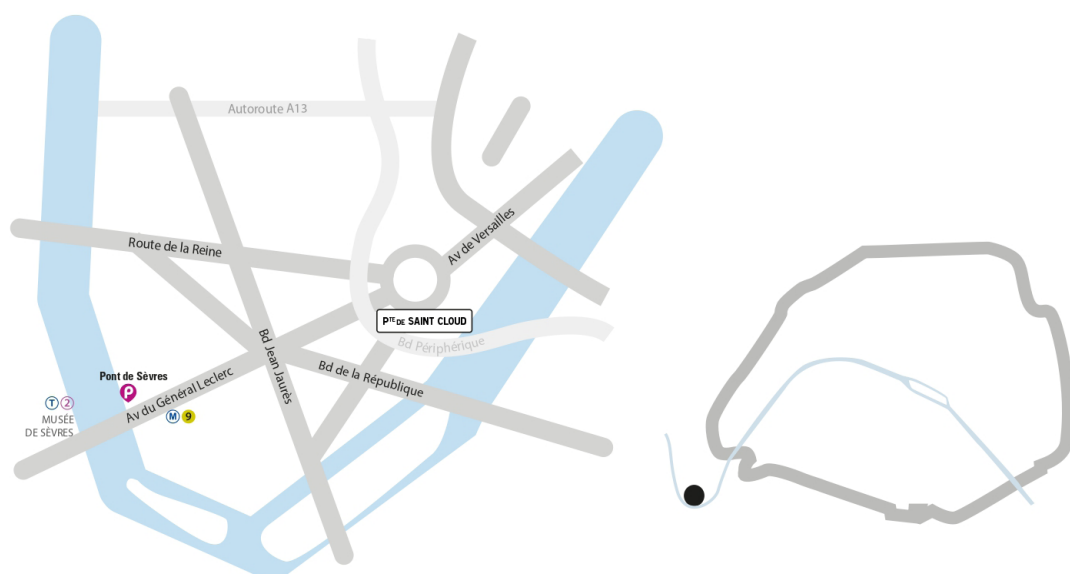 Autoroute A13
Route de la Reine
Av de Versailles
PTE DE SAINT CLOUD
Bd Périphérique
Bd Jean Jaurès
Bd de la République
Pont de Sèvres
P
Av du Général Leclerc
T 2
M 9
MUSÉE
DE SÈVRES